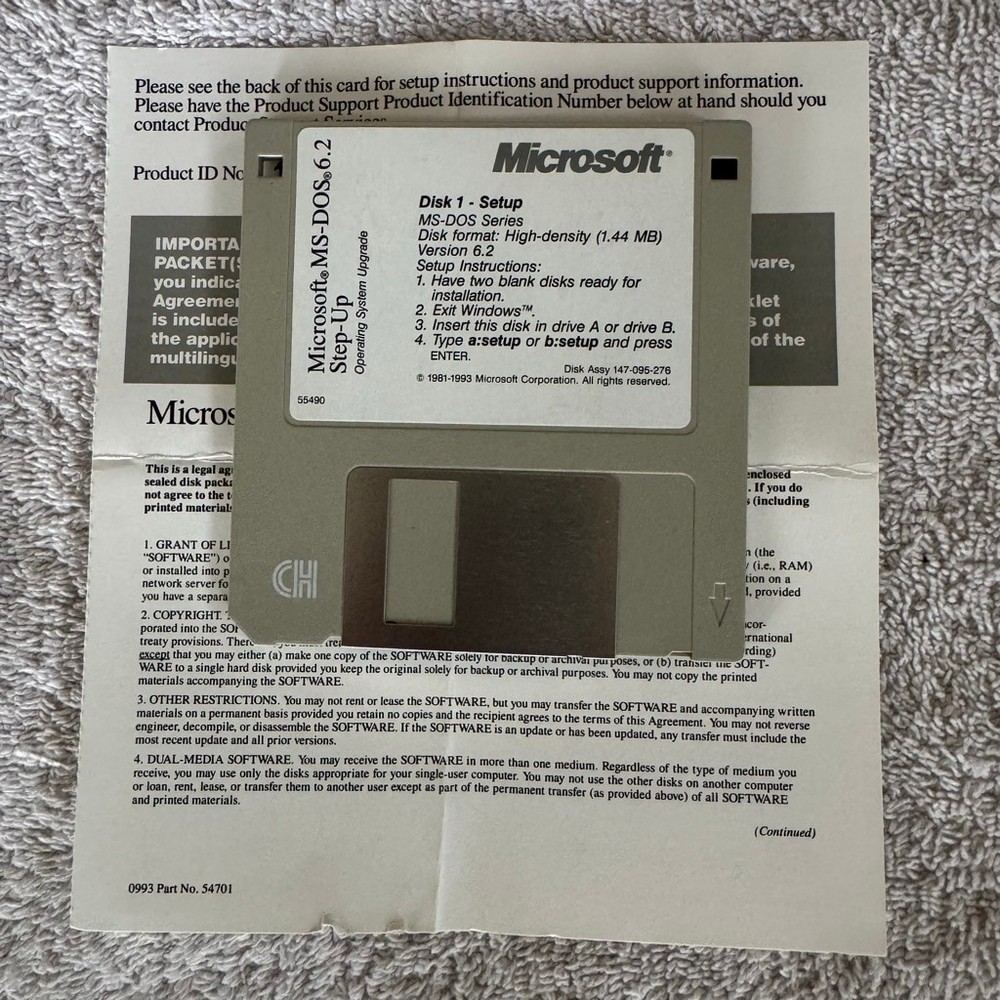 Please see the back of this card for setup instructions and product support information.
Please have the Product Support Product Identification Number below at hand should you
contact Produc
Product ID No
IMPORTA
PACKET(S
you indica
Agreemen
is include
the applic
multilingu
ware,
klet
s of
of the
Microsoft® MS-DOS® 6.2
Step-Up
Operating System Upgrade
55490
Microsoft®
Disk 1 - Setup
MS-DOS Series
Disk format: High-density (1.44 MB)
Version 6.2
Setup Instructions:
1. Have two blank disks ready for
installation.
2. Exit Windows™.
3. Insert this disk in drive A or drive B.
4. Type a:setup or b:setup and press
ENTER.
Disk Assy 147-095-276
© 1981-1993 Microsoft Corporation. All rights reserved.
CH
Micros
This is a legal ag
sealed disk packa
not agree to the t
printed material
enclosed
. If you do
s (including
1. GRANT OF LI
"SOFTWARE") o
or installed into p
network server fo
you have a separa
n (the
y (i.e., RAM)
tion on a
l, provided
2. COPYRIGHT.
porated into the SO
treaty provisions. There
cor-
ernational
rding)
except that you may either (a) make one copy of the SOFTWARE solely for backup or archival purposes, or (b) transfer the SOFT-
WARE to a single hard disk provided you keep the original solely for backup or archival purposes. You may not copy the printed
materials accompanying the SOFTWARE.
3. OTHER RESTRICTIONS. You may not rent or lease the SOFTWARE, but you may transfer the SOFTWARE and accompanying written
materials on a permanent basis provided you retain no copies and the recipient agrees to the terms of this Agreement. You may not reverse
engineer, decompile, or disassemble the SOFTWARE. If the SOFTWARE is an update or has been updated, any transfer must include the
most recent update and all prior versions.
4. DUAL-MEDIA SOFTWARE. You may receive the SOFTWARE in more than one medium. Regardless of the type of medium you
receive, you may use only the disks appropriate for your single-user computer. You may not use the other disks on another computer
or loan, rent, lease, or transfer them to another user except as part of the permanent transfer (as provided above) of all SOFTWARE
and printed materials.
(Continued)
0993 Part No. 54701